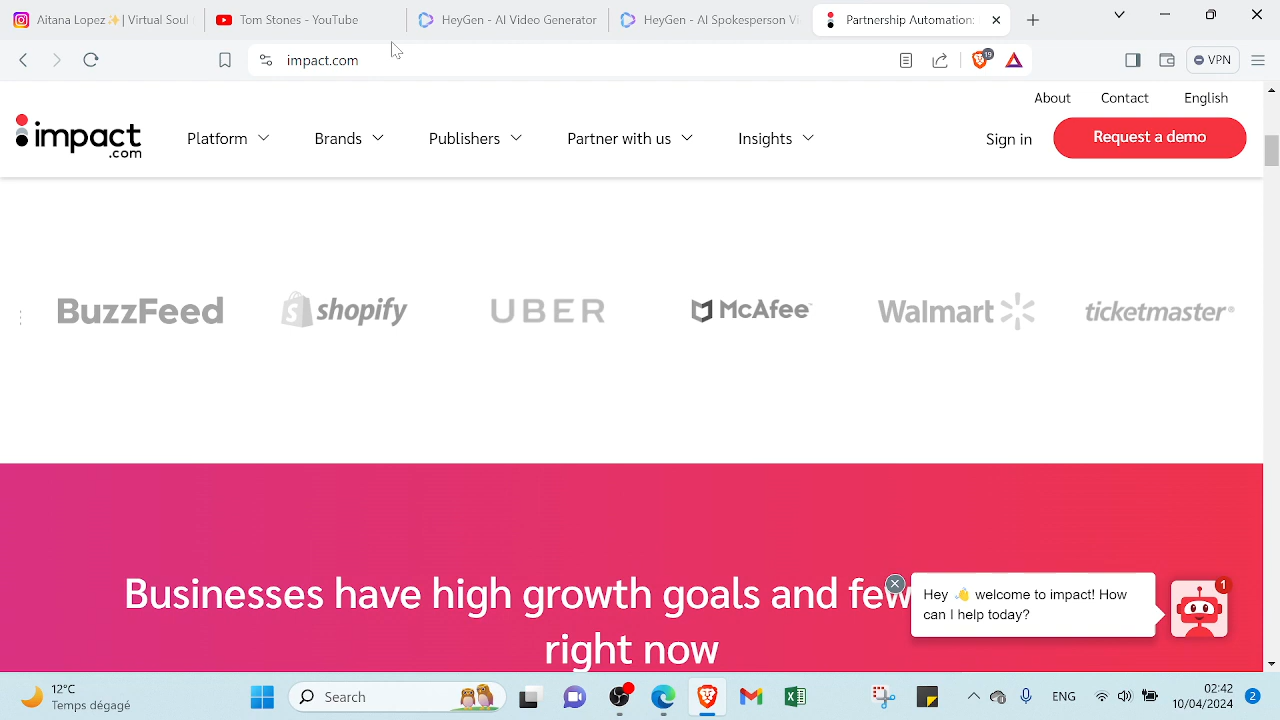 Aitana Lopez✨ Virtual Soul
Tom Stones - YouTube
HeyGen - AI Video Generator
HeyGen - AI Spokesperson Vi
Partnership Automation:
impact.com
19
VPN
About Contact English
impact
.com
Platform Brands Publishers Partner with us Insights Sign in Request a demo
BuzzFeed shopify UBER McAfee Walmart ticketmaster®
Businesses have high growth goals and few
right now
Hey 👋 welcome to impact! How
can I help today?
1
12°C
Temps dégagé
Search
ENG
02:42
10/04/2024
2